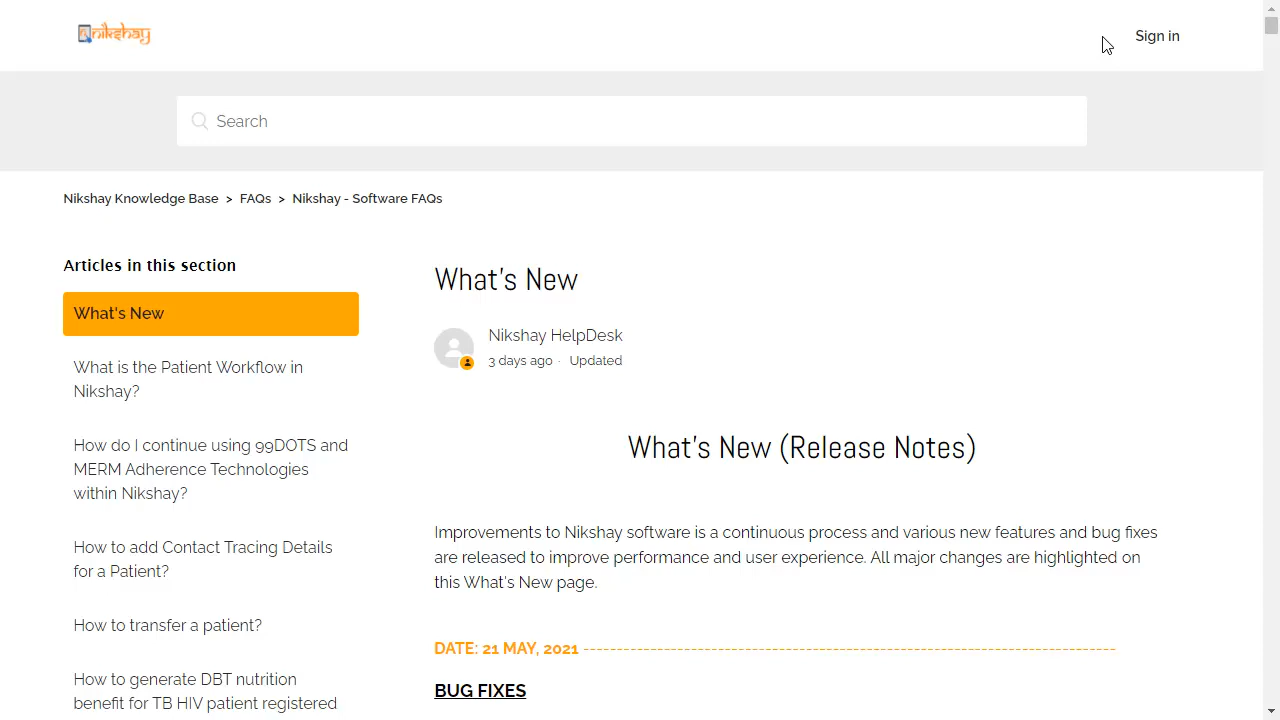 nikshay
Sign in
Search
Nikshay Knowledge Base > FAQs > Nikshay - Software FAQs
Articles in this section
What's New
What is the Patient Workflow in
Nikshay?
How do I continue using 99DOTS and
MERM Adherence Technologies
within Nikshay?
How to add Contact Tracing Details
for a Patient?
How to transfer a patient?
How to generate DBT nutrition
benefit for TB HIV patient registered
What's New
Nikshay HelpDesk
3 days ago · Updated
What's New (Release Notes)
Improvements to Nikshay software is a continuous process and various new features and bug fixes
are released to improve performance and user experience. All major changes are highlighted on
this What's New page.
DATE: 21 MAY, 2021 --------------------------------------------------------------------------------
BUG FIXES